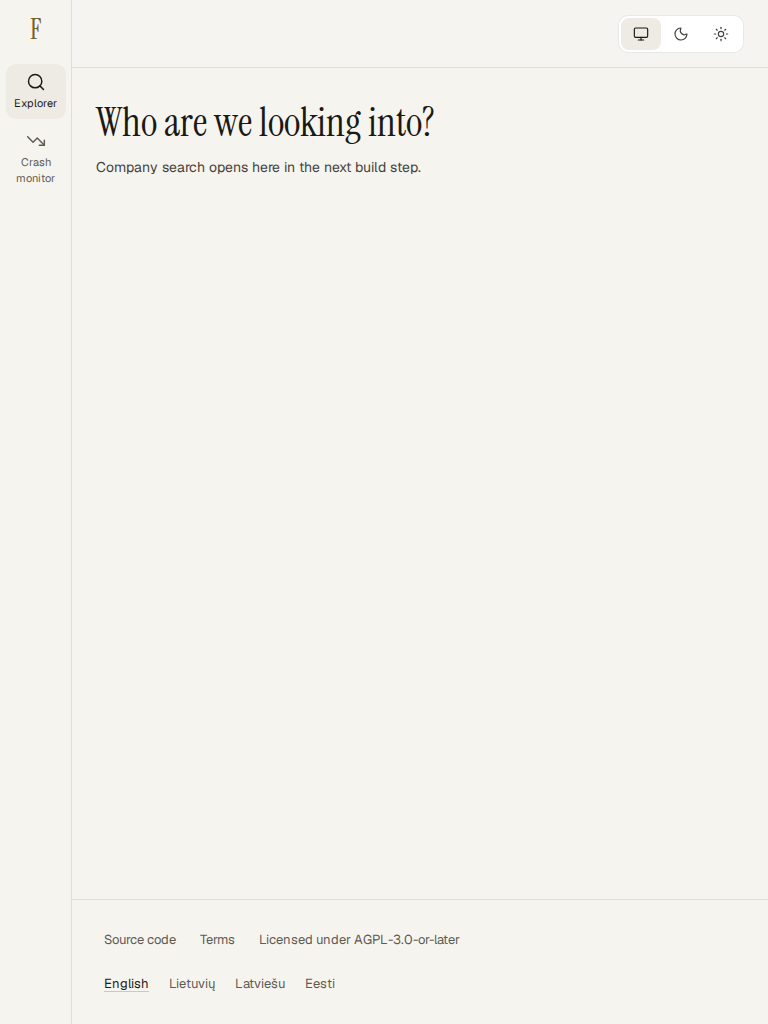 F
Explorer
Crash
monitor
Who are we looking into?
Company search opens here in the next build step.
Source code Terms Licensed under AGPL-3.0-or-later
English Lietuvių Latviešu Eesti